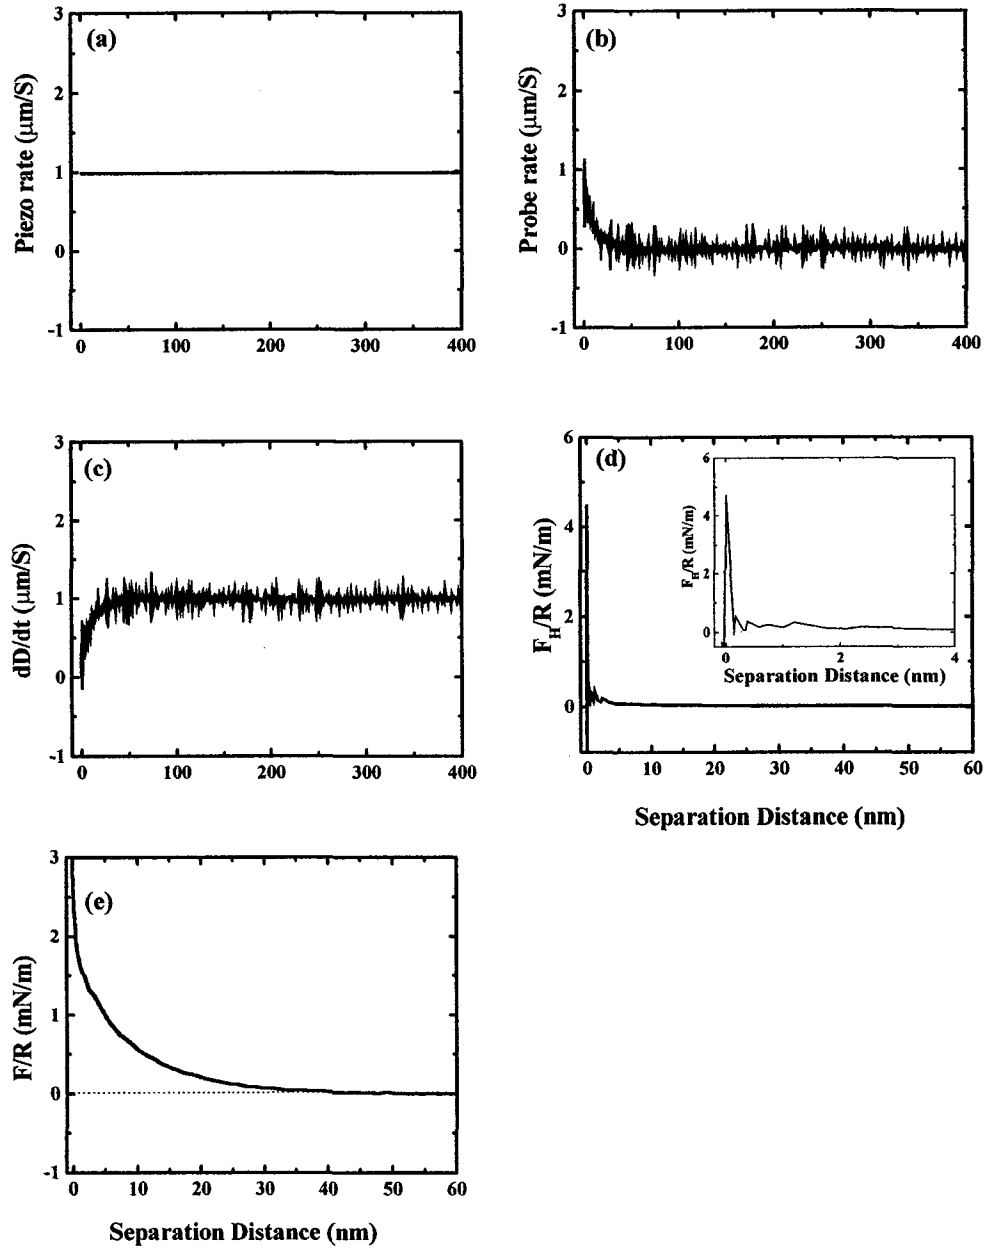 (a)
Piezo rate (μm/S)
3
2
1
0
-1
0 100 200 300 400
(b)
Probe rate (μm/S)
3
2
1
0
-1
0 100 200 300 400
(c)
dD/dt (μm/S)
3
2
1
0
-1
0 100 200 300 400
(d)
F_H/R (mN/m)
6
4
2
0
0 10 20 30 40 50 60
Separation Distance (nm)
F_H/R (mN/m)
6
4
2
0
0 2 4
Separation Distance (nm)
(e)
F/R (mN/m)
3
2
1
0
-1
0 10 20 30 40 50 60
Separation Distance (nm)